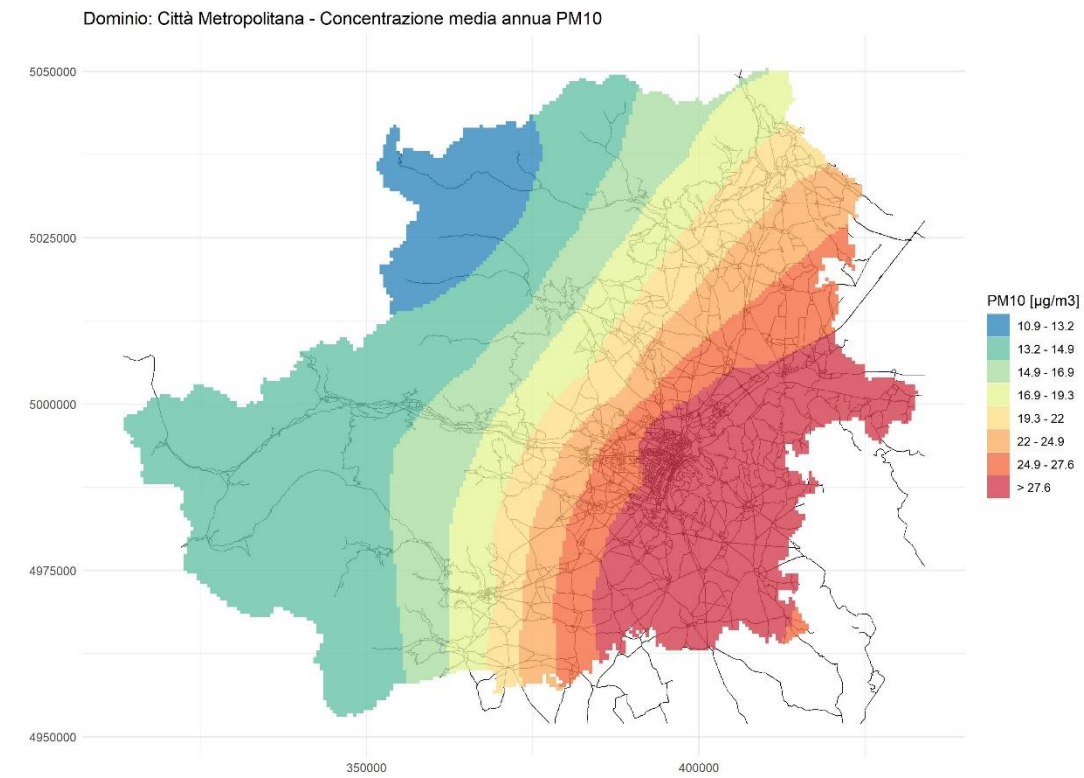 Dominio: Città Metropolitana - Concentrazione media annua PM10
5050000
5025000
5000000
4975000
4950000
350000
400000
PM10 [µg/m3]
10.9 - 13.2
13.2 - 14.9
14.9 - 16.9
16.9 - 19.3
19.3 - 22
22 - 24.9
24.9 - 27.6
> 27.6